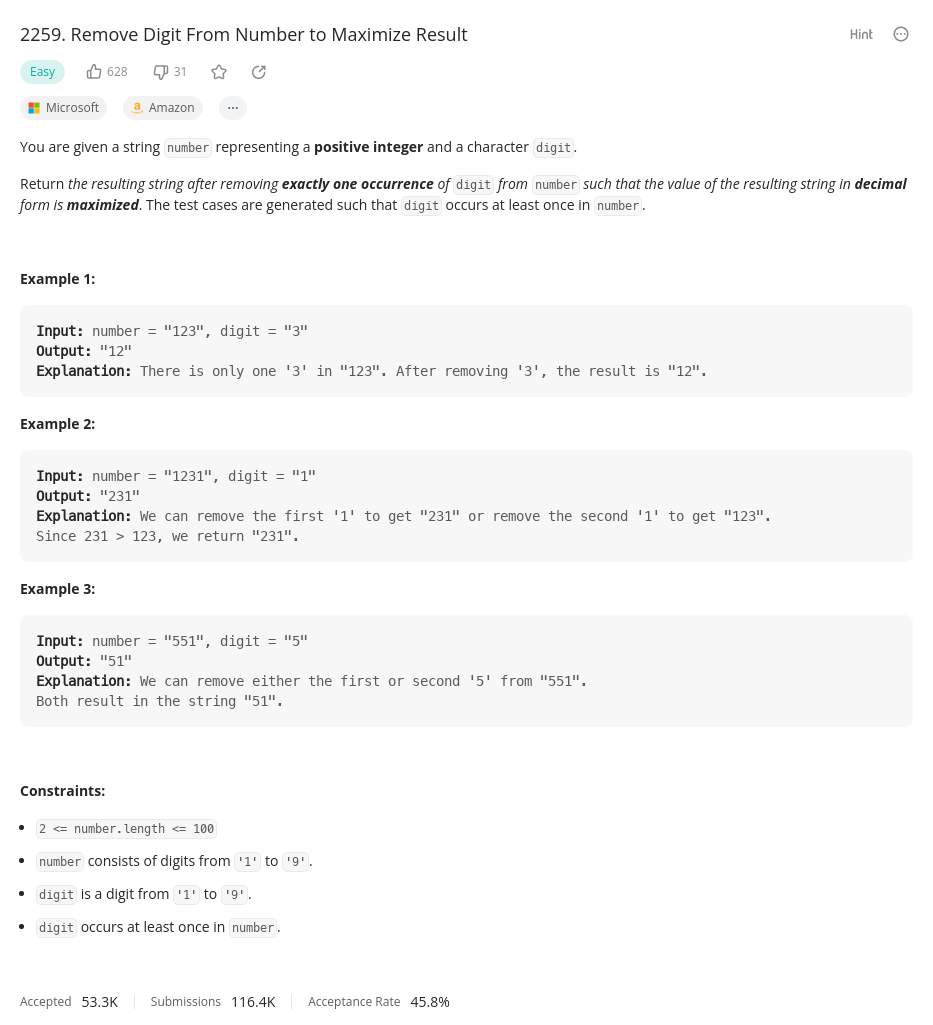 2259. Remove Digit From Number to Maximize Result
Hint
Easy 628 31
Microsoft Amazon ...
You are given a string number representing a positive integer and a character digit.
Return the resulting string after removing exactly one occurrence of digit from number such that the value of the resulting string in decimal
form is maximized. The test cases are generated such that digit occurs at least once in number.
Example 1:
Input: number = "123", digit = "3"
Output: "12"
Explanation: There is only one '3' in "123". After removing '3', the result is "12".
Example 2:
Input: number = "1231", digit = "1"
Output: "231"
Explanation: We can remove the first '1' to get "231" or remove the second '1' to get "123".
Since 231 > 123, we return "231".
Example 3:
Input: number = "551", digit = "5"
Output: "51"
Explanation: We can remove either the first or second '5' from "551".
Both result in the string "51".
Constraints:
• 2 <= number.length <= 100
• number consists of digits from '1' to '9'.
• digit is a digit from '1' to '9'.
• digit occurs at least once in number.
Accepted 53.3K Submissions 116.4K Acceptance Rate 45.8%